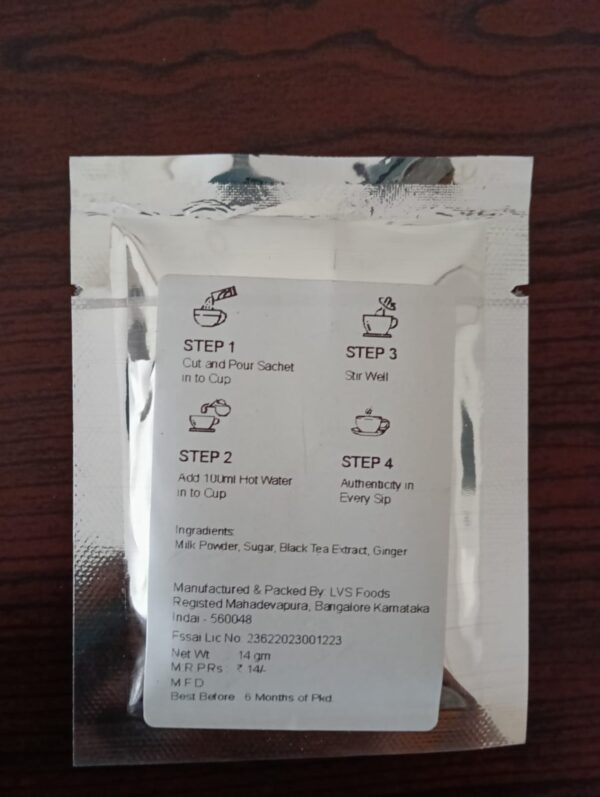 STEP 1
Cut and Pour Sachet
in to Cup
STEP 2
Add 100ml Hot Water
in to Cup
STEP 3
Stir Well
STEP 4
Authenticity in
Every Sip
Ingradients:
Milk Powder, Sugar, Black Tea Extract, Ginger
Manufactured & Packed By: LVS Foods
Registed Mahadevapura, Bangalore Karnataka
Indai - 560048
Fssai Lic No: 23622023001223
Net Wt : 14 gm
M.R.P.Rs : ₹ 14/-
M.F.D
Best Before : 6 Months of Pkd.